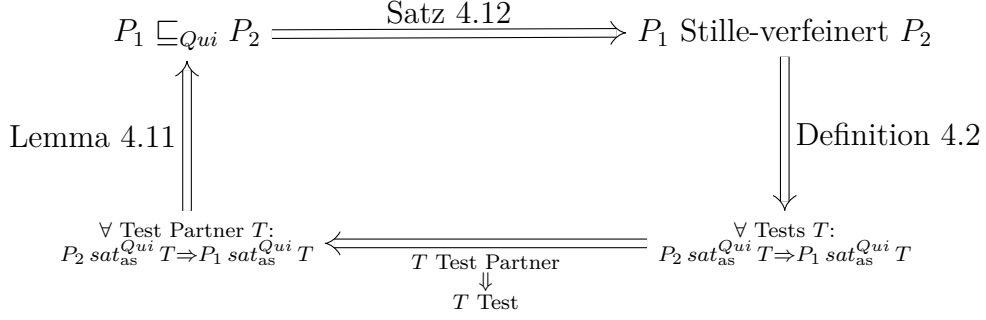 Satz 4.12
P₁ ⊑_Qui P₂
P₁ Stille-verfeinert P₂
Lemma 4.11
Definition 4.2
∀ Test Partner T:
P₂ sat_as^Qui T⇒P₁ sat_as^Qui T
∀ Tests T:
P₂ sat_as^Qui T⇒P₁ sat_as^Qui T
T Test Partner
⇓
T Test